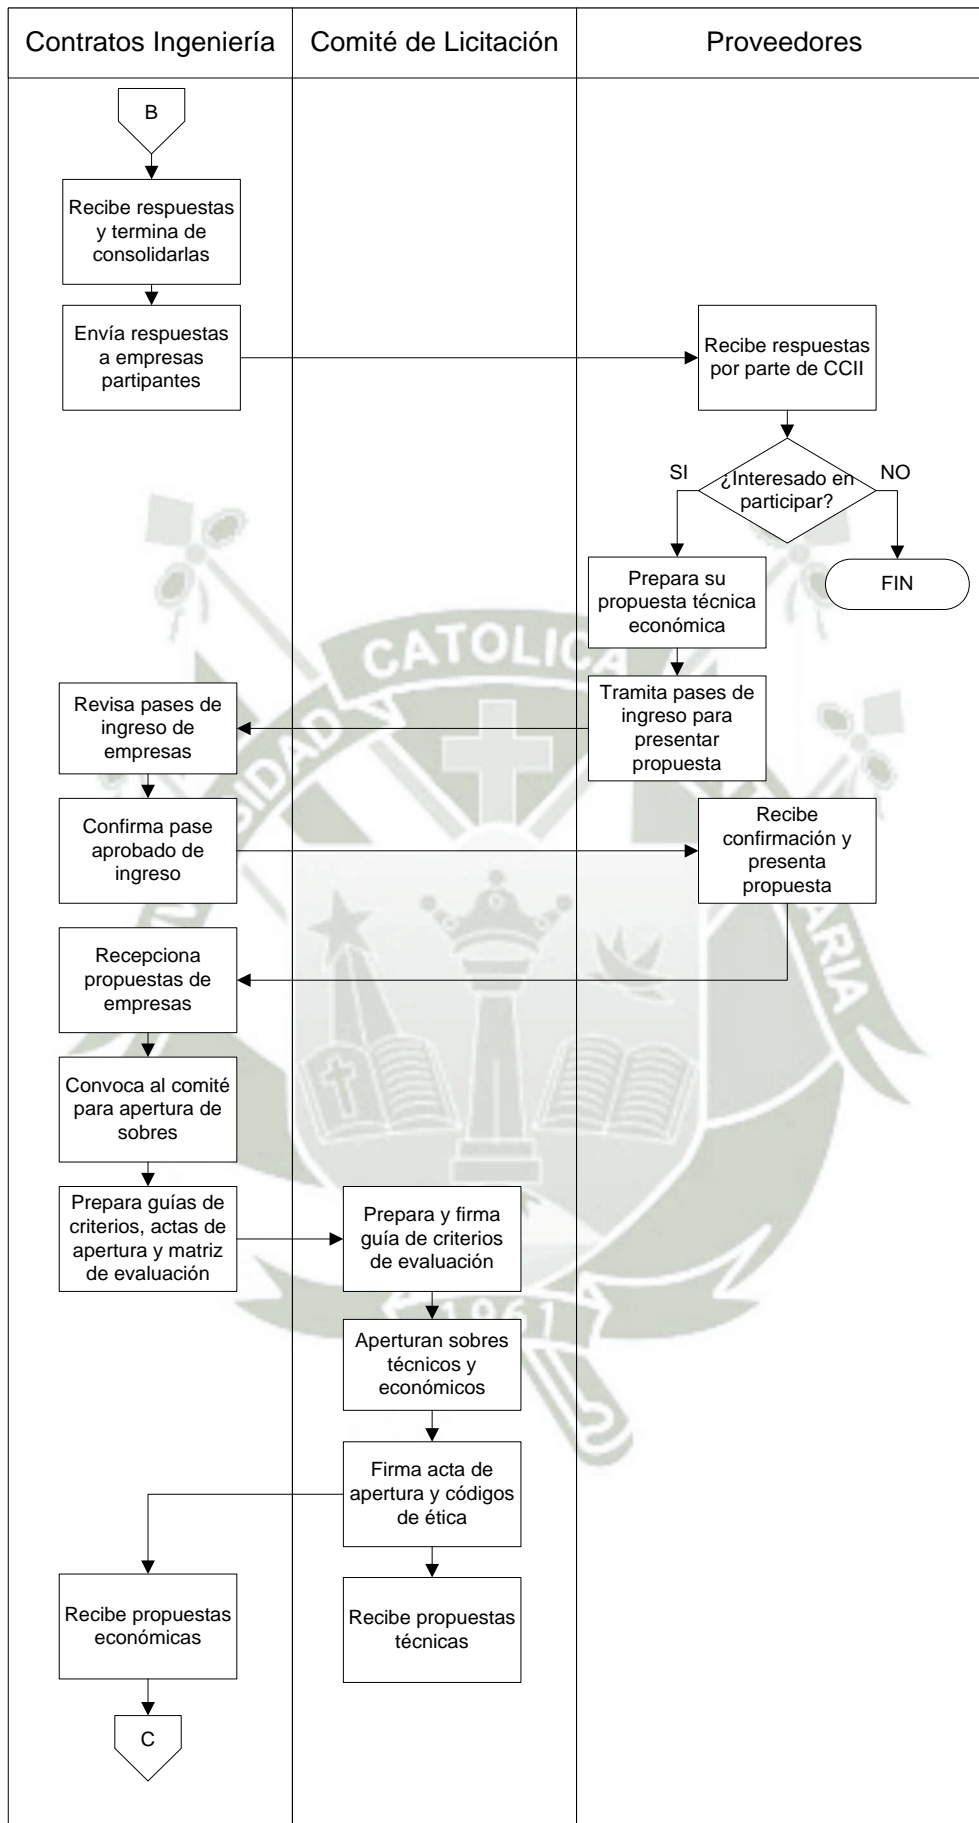 Contratos Ingeniería
Comité de Licitación
Proveedores
B
Recibe respuestas
y termina de
consolidarlas
Envía respuestas
a empresas
partipantes
Recibe respuestas
por parte de CCII
¿Interesado en
participar?
SI
NO
Prepara su
propuesta técnica
económica
FIN
Tramita pases de
ingreso para
presentar
propuesta
Revisa pases de
ingreso de
empresas
Confirma pase
aprobado de
ingreso
Recibe
confirmación y
presenta
propuesta
Recepciona
propuestas de
empresas
Convoca al comité
para apertura de
sobres
Prepara guías de
criterios, actas de
apertura y matriz
de evaluación
Prepara y firma
guía de criterios
de evaluación
Aperturan sobres
técnicos y
económicos
Firma acta de
apertura y códigos
de ética
Recibe propuestas
económicas
Recibe propuestas
técnicas
C
CATOLICA
1961